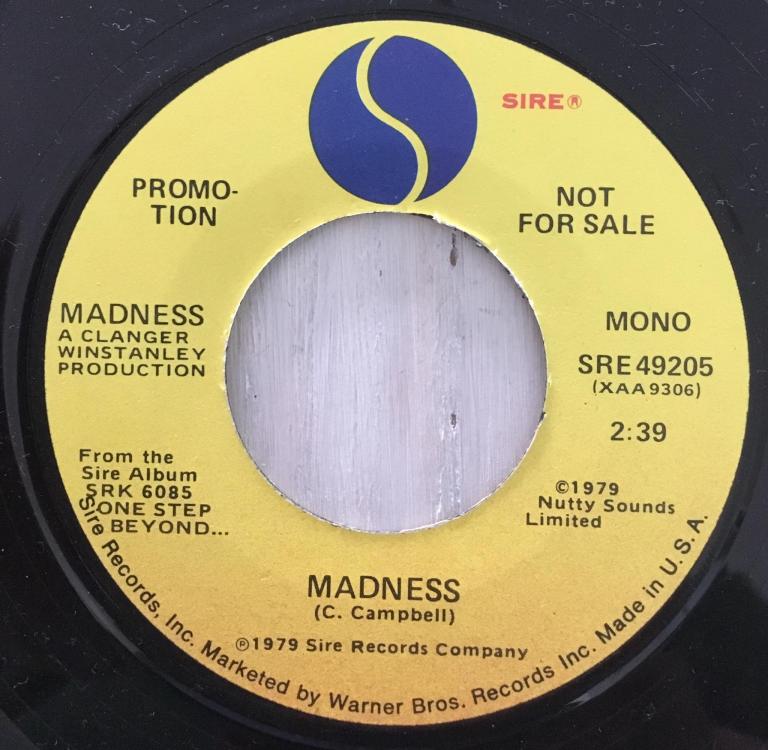 SIRE®
PROMO-
TION
NOT
FOR SALE
MADNESS
A CLANGER
WINSTANLEY
PRODUCTION
MONO
SRE 49205
(XAA 9306)
2:39
From the
Sire Album
SRK 6085
ONE STEP
BEYOND...
©1979
Nutty Sounds
Limited
MADNESS
(C. Campbell)
℗1979 Sire Records Company
Sire Records, Inc. Marketed by Warner Bros. Records Inc. Made in U.S.A.